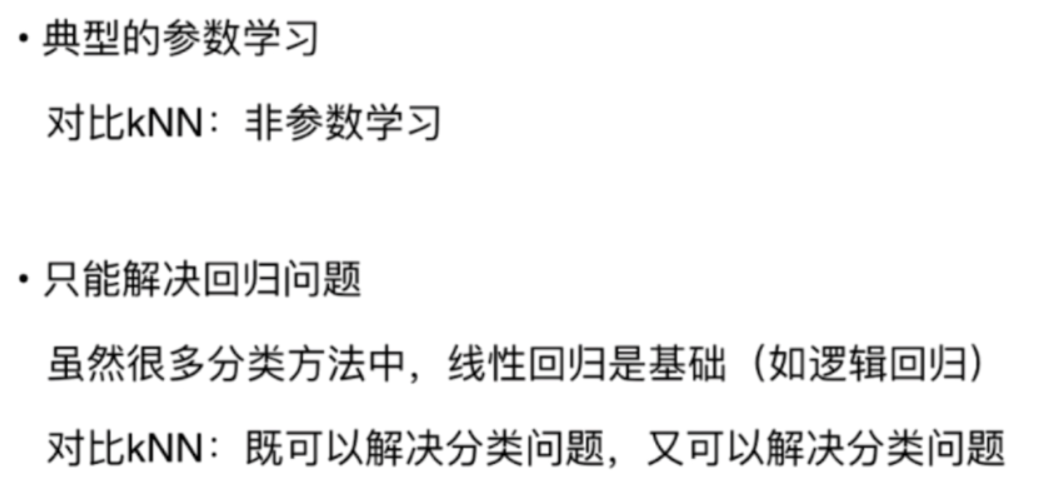 • 典型的参数学习
对比kNN：非参数学习
• 只能解决回归问题
虽然很多分类方法中，线性回归是基础（如逻辑回归）
对比kNN：既可以解决分类问题，又可以解决分类问题